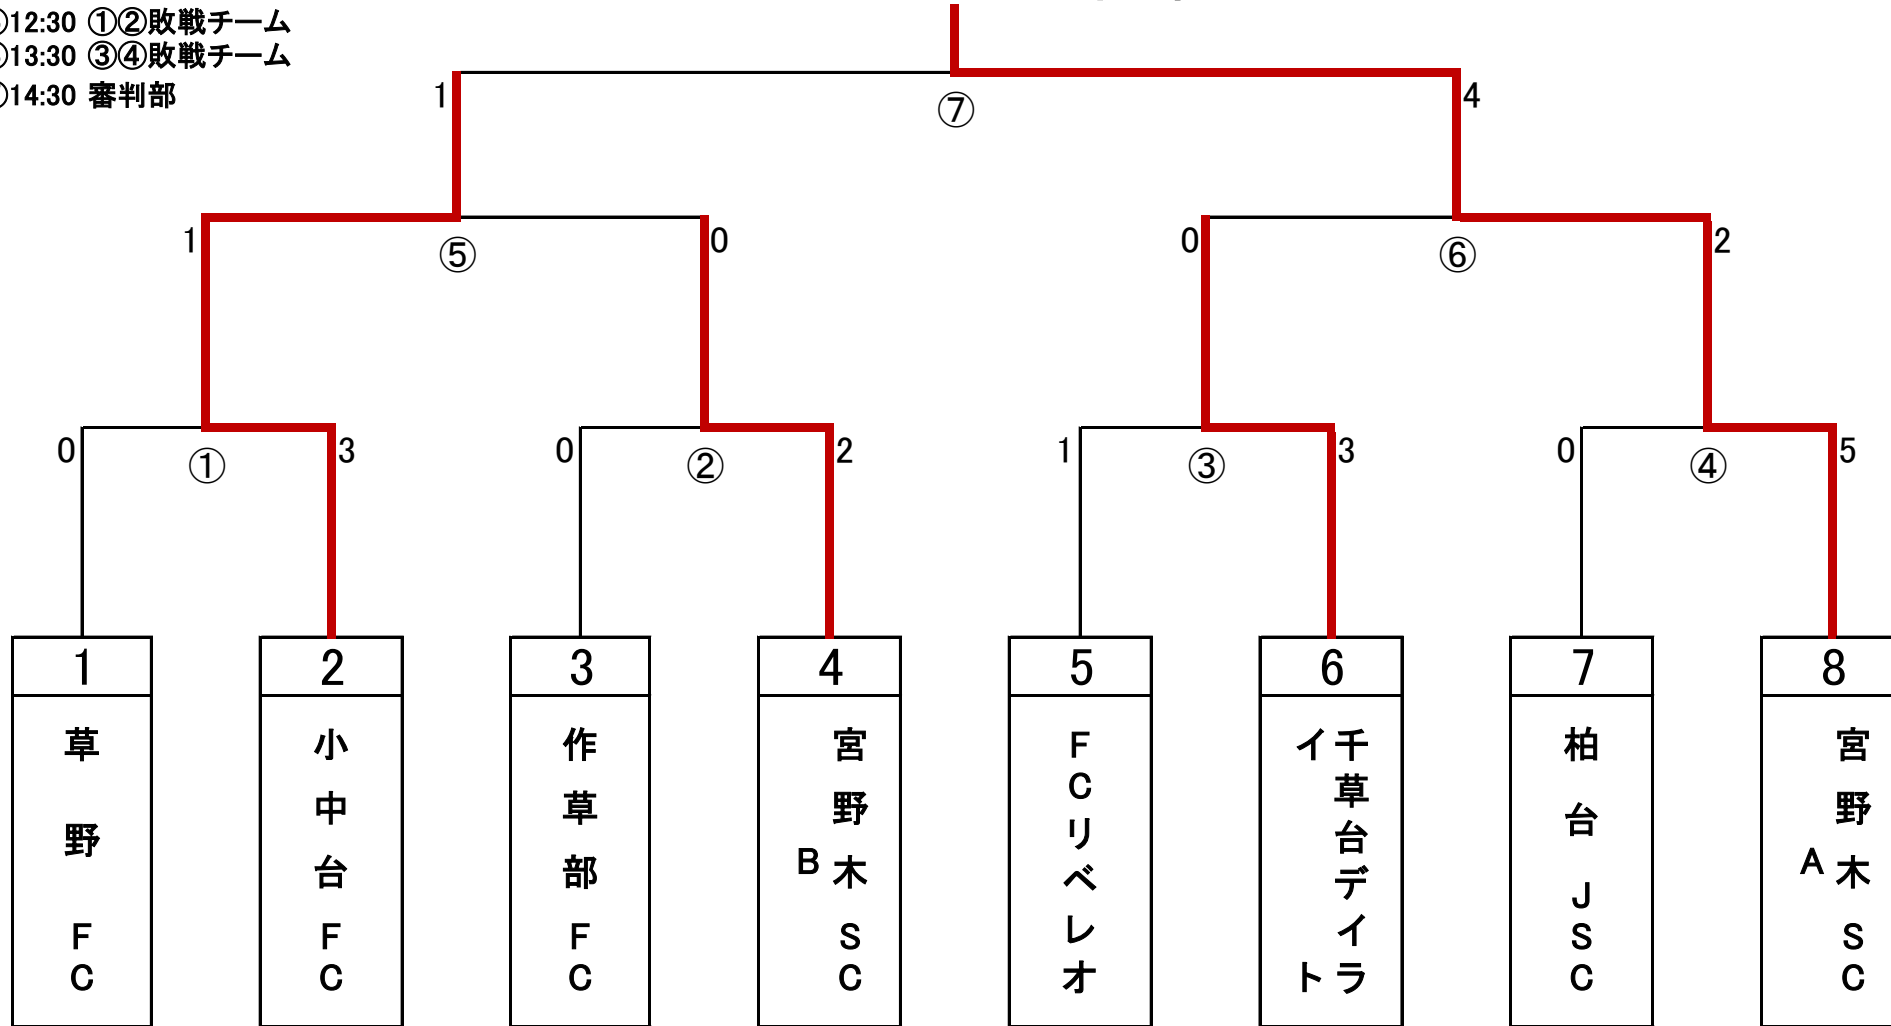 12:30 ①②敗戦チーム
13:30 ③④敗戦チーム
14:30 審判部
1 ⑦ 4
1 ⑤ 0 0 ⑥ 2
0 ① 3 0 ② 2 1 ③ 3 0 ④ 5
1 2 3 4 5 6 7 8
草野FC
小中台FC
作草部FC
宮野木SC
B
FCリベレオ
千草台デイラ
イト
柏台JSC
宮野木SC
A